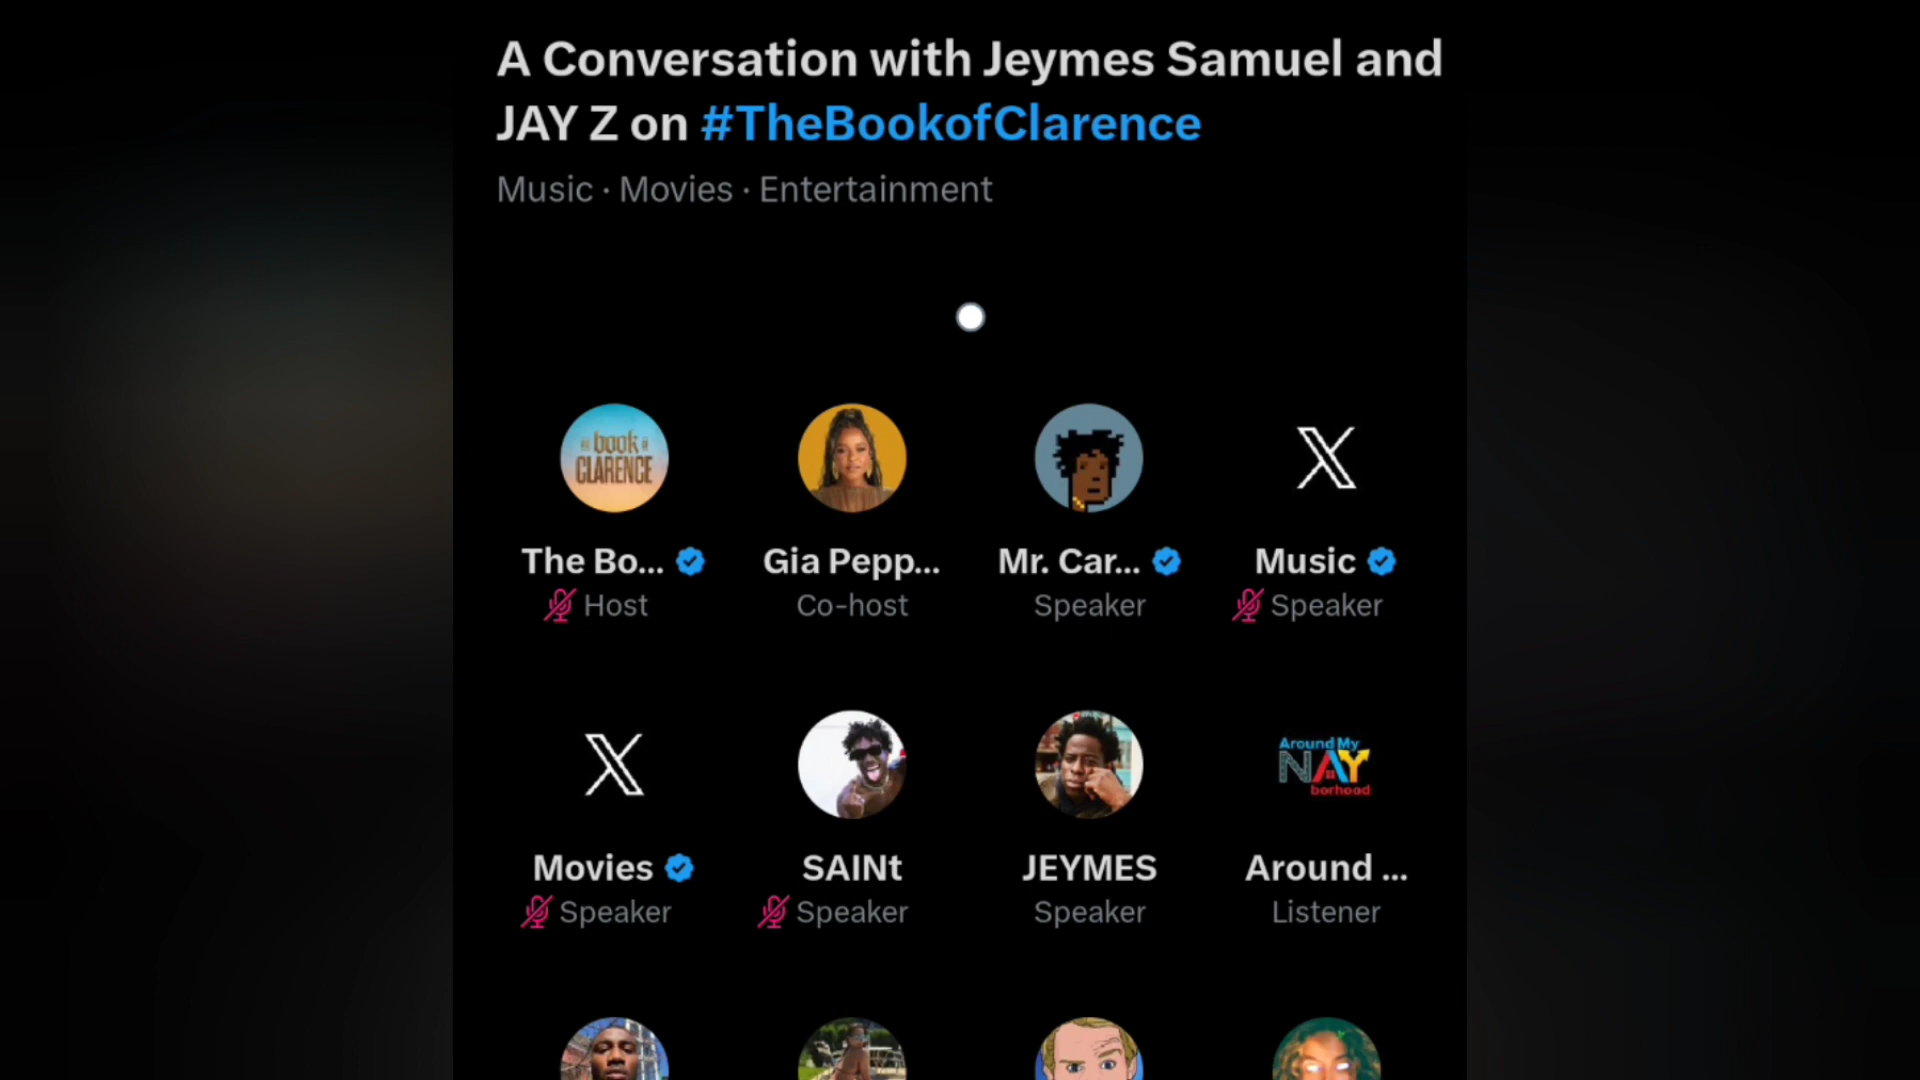 A Conversation with Jeymes Samuel and
JAY Z on #TheBookofClarence
Music · Movies · Entertainment
book
CLARENCE
The Bo...
Gia Pepp...
Mr. Car...
Music
Host
Co-host
Speaker
Speaker
Around My
NAY
borhood
Movies
SAINt
JEYMES
Around ...
Speaker
Speaker
Speaker
Listener